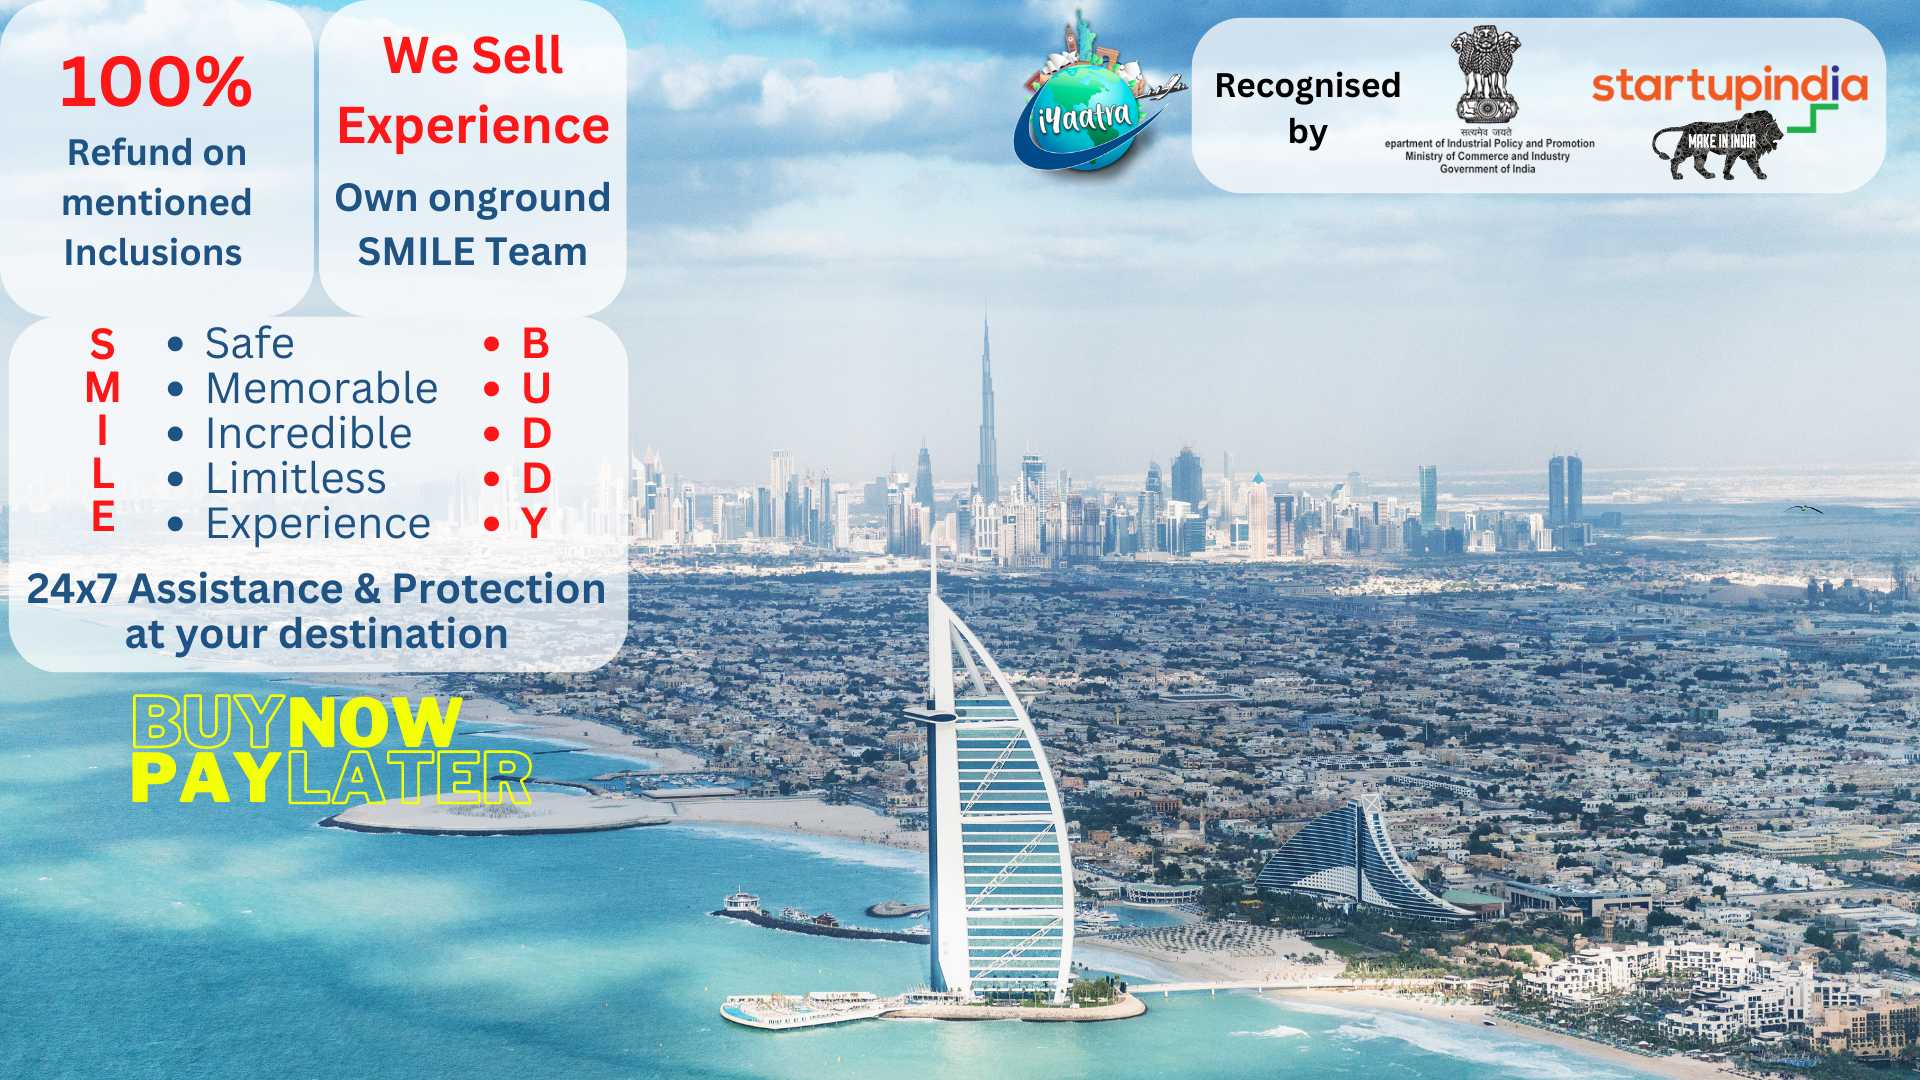 100%
Refund on
mentioned
Inclusions
We Sell
Experience
Own onground
SMILE Team
S
M
I
L
E
• Safe
• Memorable
• Incredible
• Limitless
• Experience
• B
• U
• D
• D
• Y
24x7 Assistance & Protection
at your destination
BUYNOW
PAYLATER
iYaatra
Recognised
by
सत्यमेव जयते
epartment of Industrial Policy and Promotion
Ministry of Commerce and Industry
Government of India
startupindia
MAKE IN INDIA